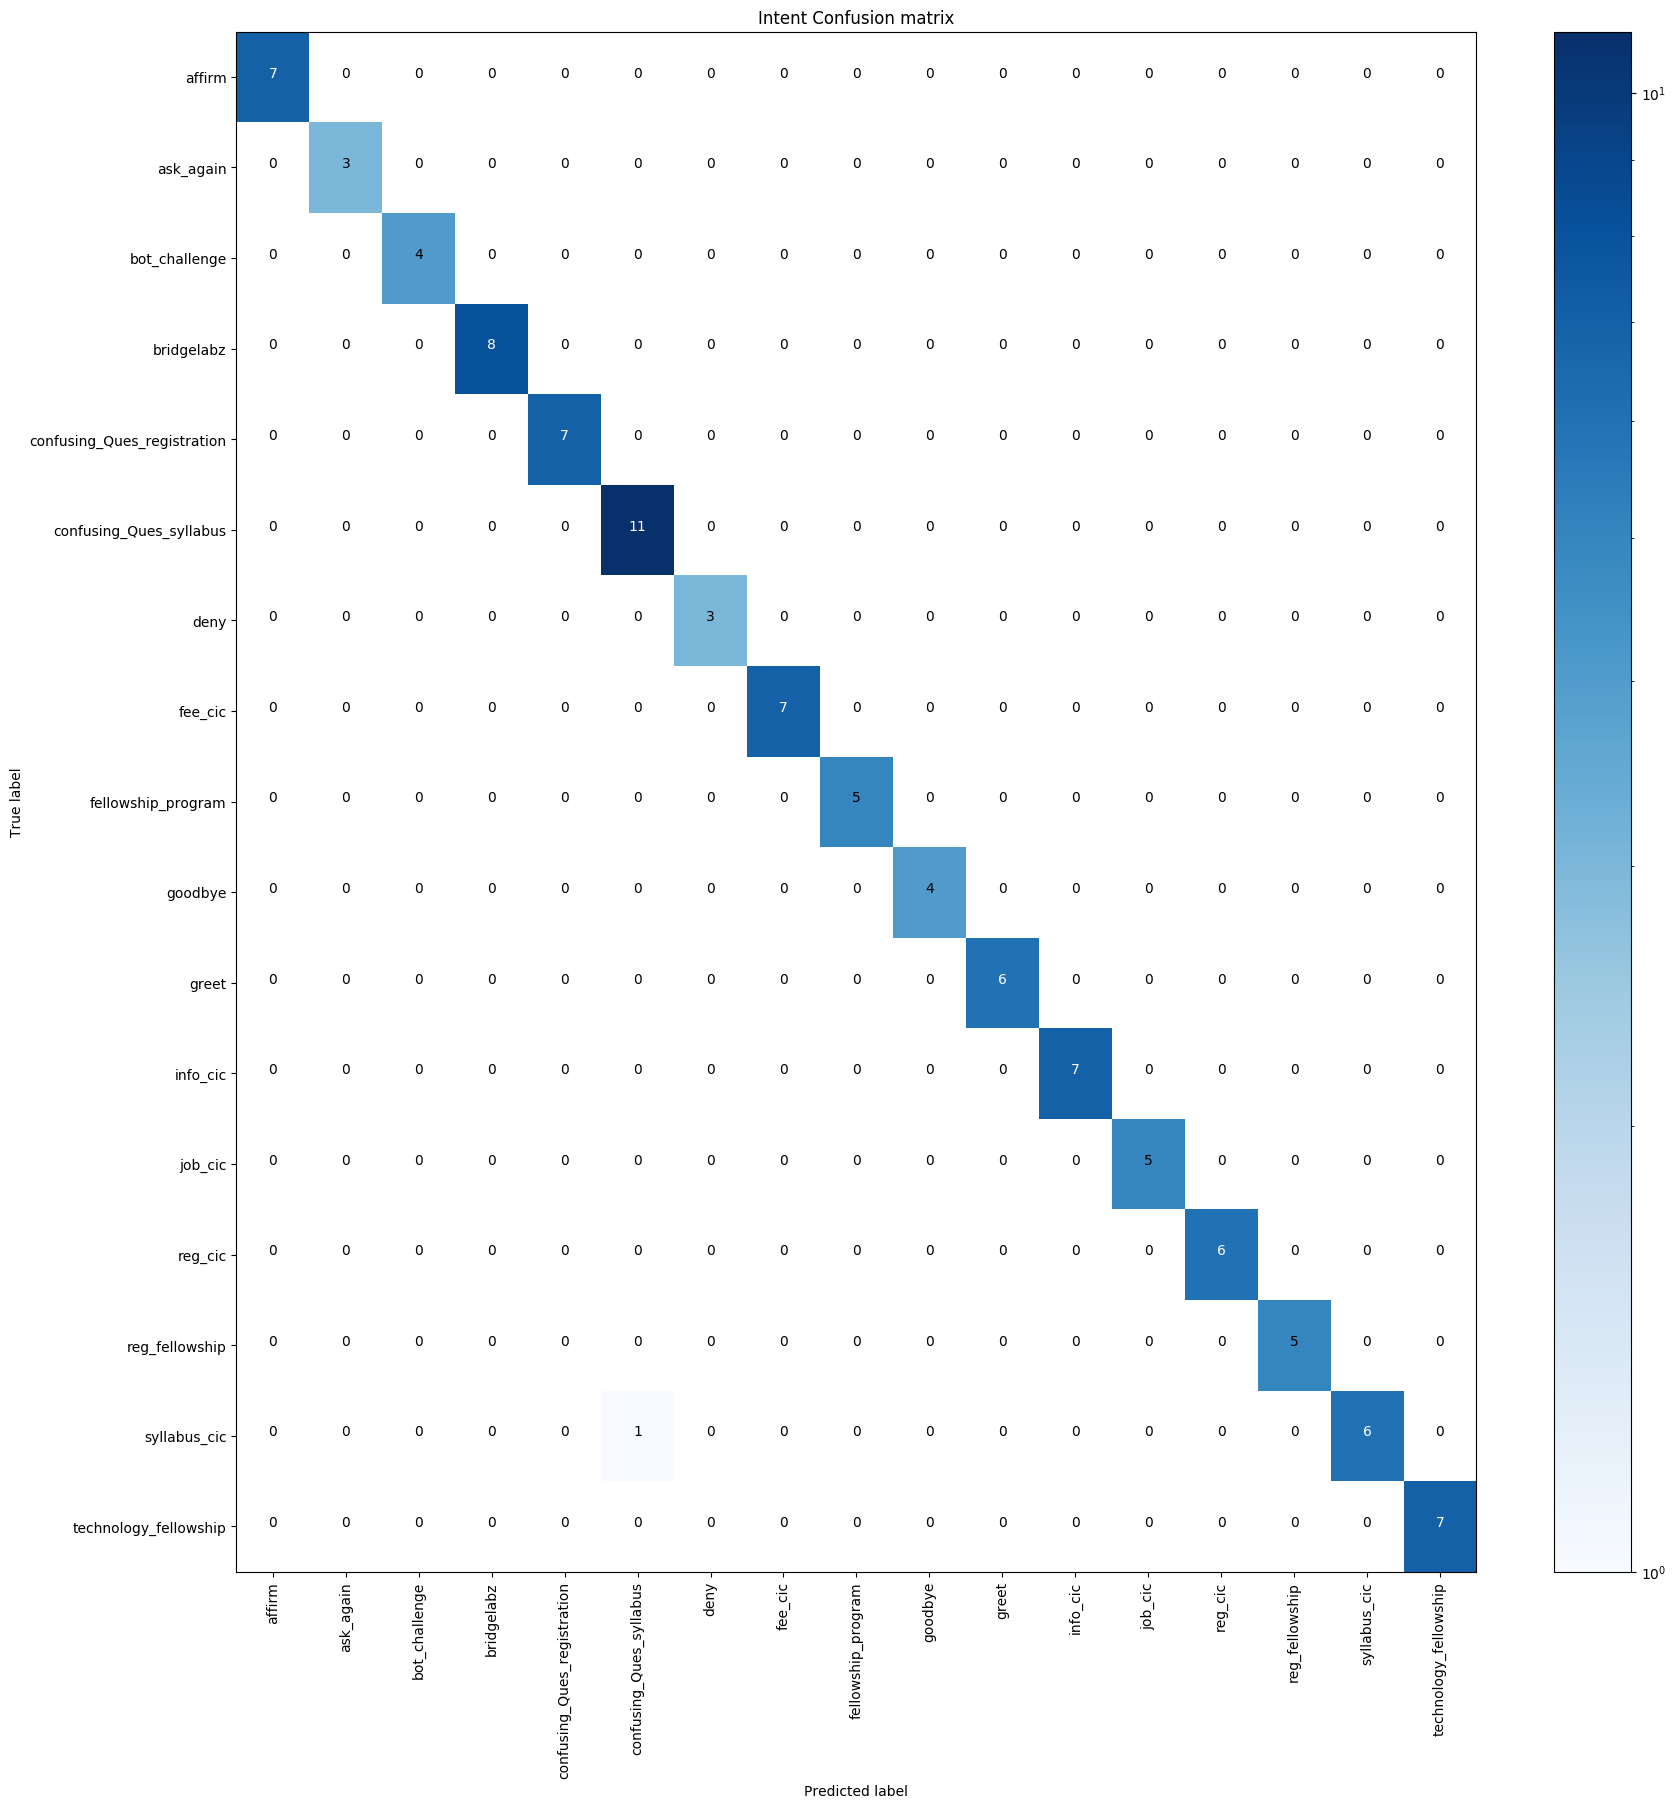 Intent Confusion matrix
affirm 7 0 0 0 0 0 0 0 0 0 0 0 0 0 0 0 0
ask_again 0 3 0 0 0 0 0 0 0 0 0 0 0 0 0 0 0
bot_challenge 0 0 4 0 0 0 0 0 0 0 0 0 0 0 0 0 0
bridgelabz 0 0 0 8 0 0 0 0 0 0 0 0 0 0 0 0 0
confusing_Ques_registration 0 0 0 0 7 0 0 0 0 0 0 0 0 0 0 0 0
confusing_Ques_syllabus 0 0 0 0 0 11 0 0 0 0 0 0 0 0 0 0 0
deny 0 0 0 0 0 0 3 0 0 0 0 0 0 0 0 0 0
fee_cic 0 0 0 0 0 0 0 7 0 0 0 0 0 0 0 0 0
fellowship_program 0 0 0 0 0 0 0 0 5 0 0 0 0 0 0 0 0
goodbye 0 0 0 0 0 0 0 0 0 4 0 0 0 0 0 0 0
greet 0 0 0 0 0 0 0 0 0 0 6 0 0 0 0 0 0
info_cic 0 0 0 0 0 0 0 0 0 0 0 7 0 0 0 0 0
job_cic 0 0 0 0 0 0 0 0 0 0 0 0 5 0 0 0 0
reg_cic 0 0 0 0 0 0 0 0 0 0 0 0 0 6 0 0 0
reg_fellowship 0 0 0 0 0 0 0 0 0 0 0 0 0 0 5 0 0
syllabus_cic 0 0 0 0 0 1 0 0 0 0 0 0 0 0 0 6 0
technology_fellowship 0 0 0 0 0 0 0 0 0 0 0 0 0 0 0 0 7
True label
affirm
ask_again
bot_challenge
bridgelabz
confusing_Ques_registration
confusing_Ques_syllabus
deny
fee_cic
fellowship_program
goodbye
greet
info_cic
job_cic
reg_cic
reg_fellowship
syllabus_cic
technology_fellowship
Predicted label
10¹
10⁰